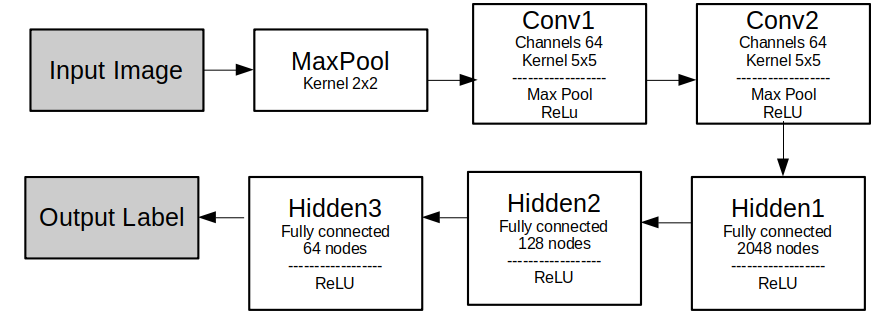 Input Image
MaxPool
Kernel 2x2
Conv1
Channels 64
Kernel 5x5
-------------------
Max Pool
ReLu
Conv2
Channels 64
Kernel 5x5
-------------------
Max Pool
ReLU
Output Label
Hidden3
Fully connected
64 nodes
-------------------
ReLU
Hidden2
Fully connected
128 nodes
-------------------
ReLU
Hidden1
Fully connected
2048 nodes
-------------------
ReLU